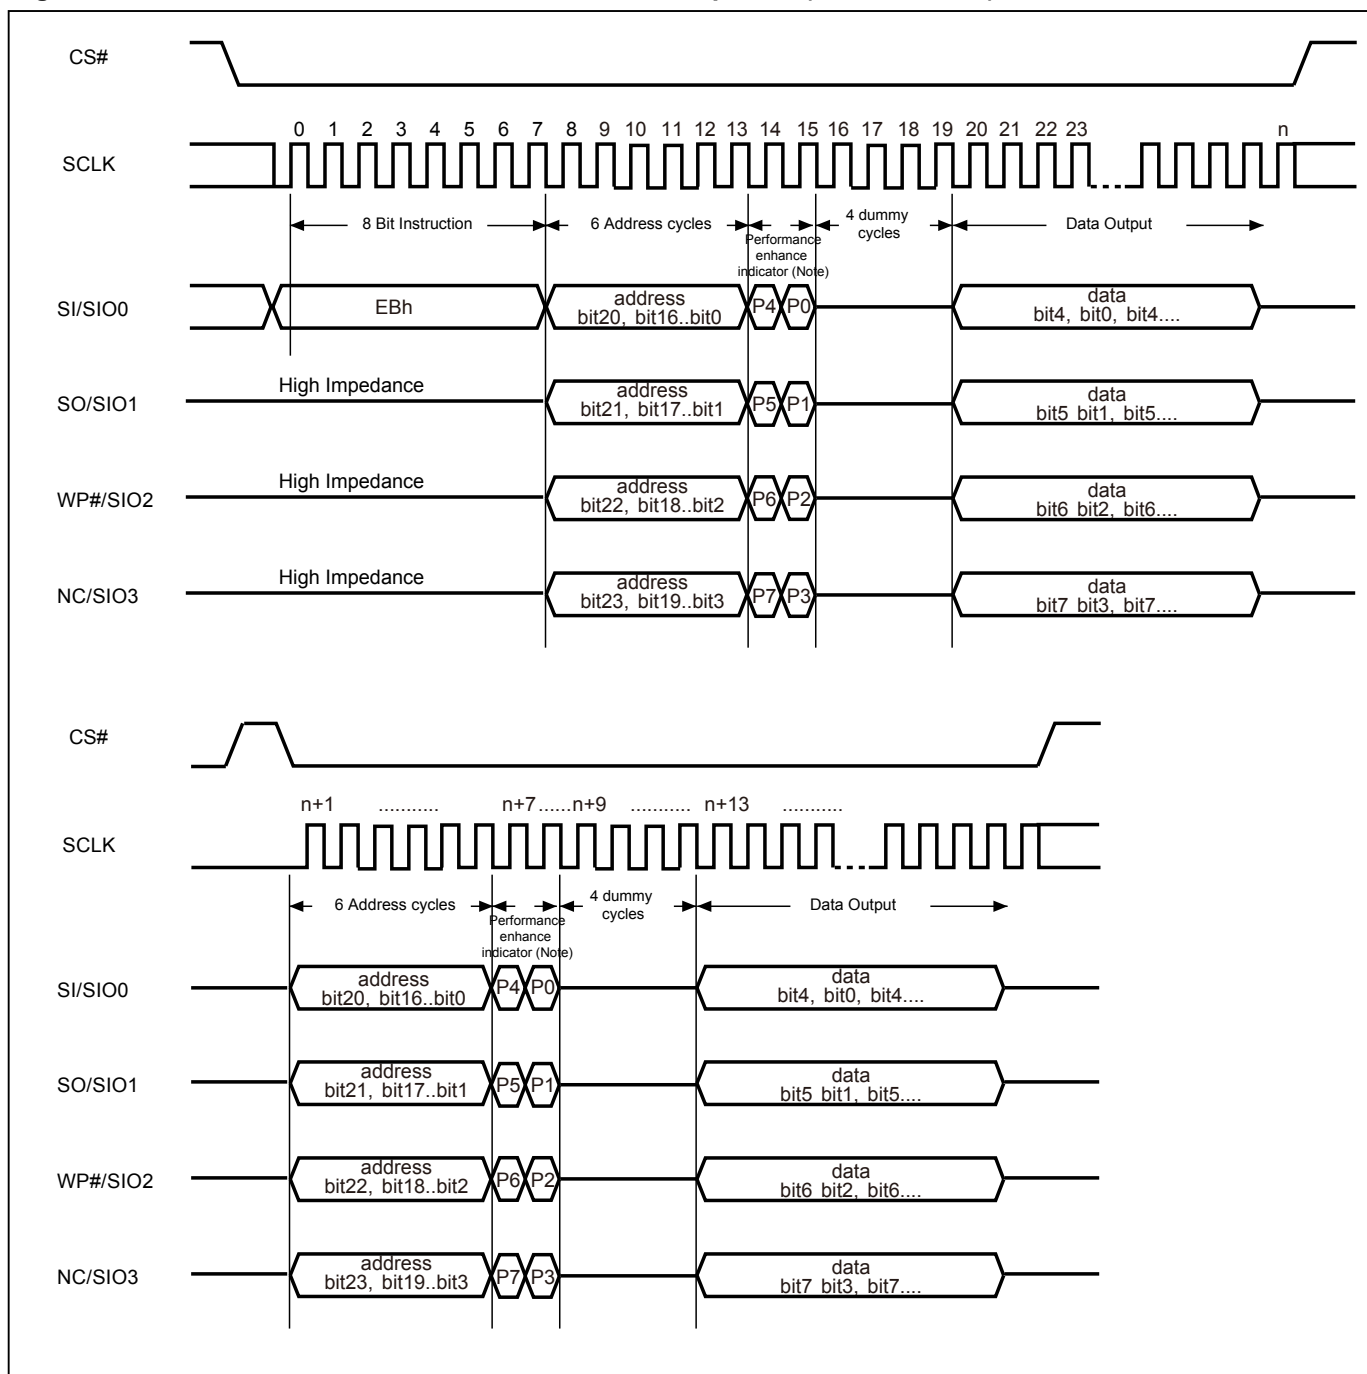 CS#
0 1 2 3 4 5 6 7 8 9 10 11 12 13 14 15 16 17 18 19 20 21 22 23 n
SCLK
8 Bit Instruction
6 Address cycles
Performance
enhance
indicator (Note)
4 dummy
cycles
Data Output
SI/SIO0
EBh
address
bit20, bit16..bit0
P4 P0
data
bit4, bit0, bit4....
SO/SIO1
High Impedance
address
bit21, bit17..bit1
P5 P1
data
bit5 bit1, bit5....
WP#/SIO2
High Impedance
address
bit22, bit18..bit2
P6 P2
data
bit6 bit2, bit6....
NC/SIO3
High Impedance
address
bit23, bit19..bit3
P7 P3
data
bit7 bit3, bit7....
CS#
n+1 ........... n+7......n+9 ........... n+13 ...........
SCLK
6 Address cycles
Performance
enhance
indicator (Note)
4 dummy
cycles
Data Output
SI/SIO0
address
bit20, bit16..bit0
P4 P0
data
bit4, bit0, bit4....
SO/SIO1
address
bit21, bit17..bit1
P5 P1
data
bit5 bit1, bit5....
WP#/SIO2
address
bit22, bit18..bit2
P6 P2
data
bit6 bit2, bit6....
NC/SIO3
address
bit23, bit19..bit3
P7 P3
data
bit7 bit3, bit7....